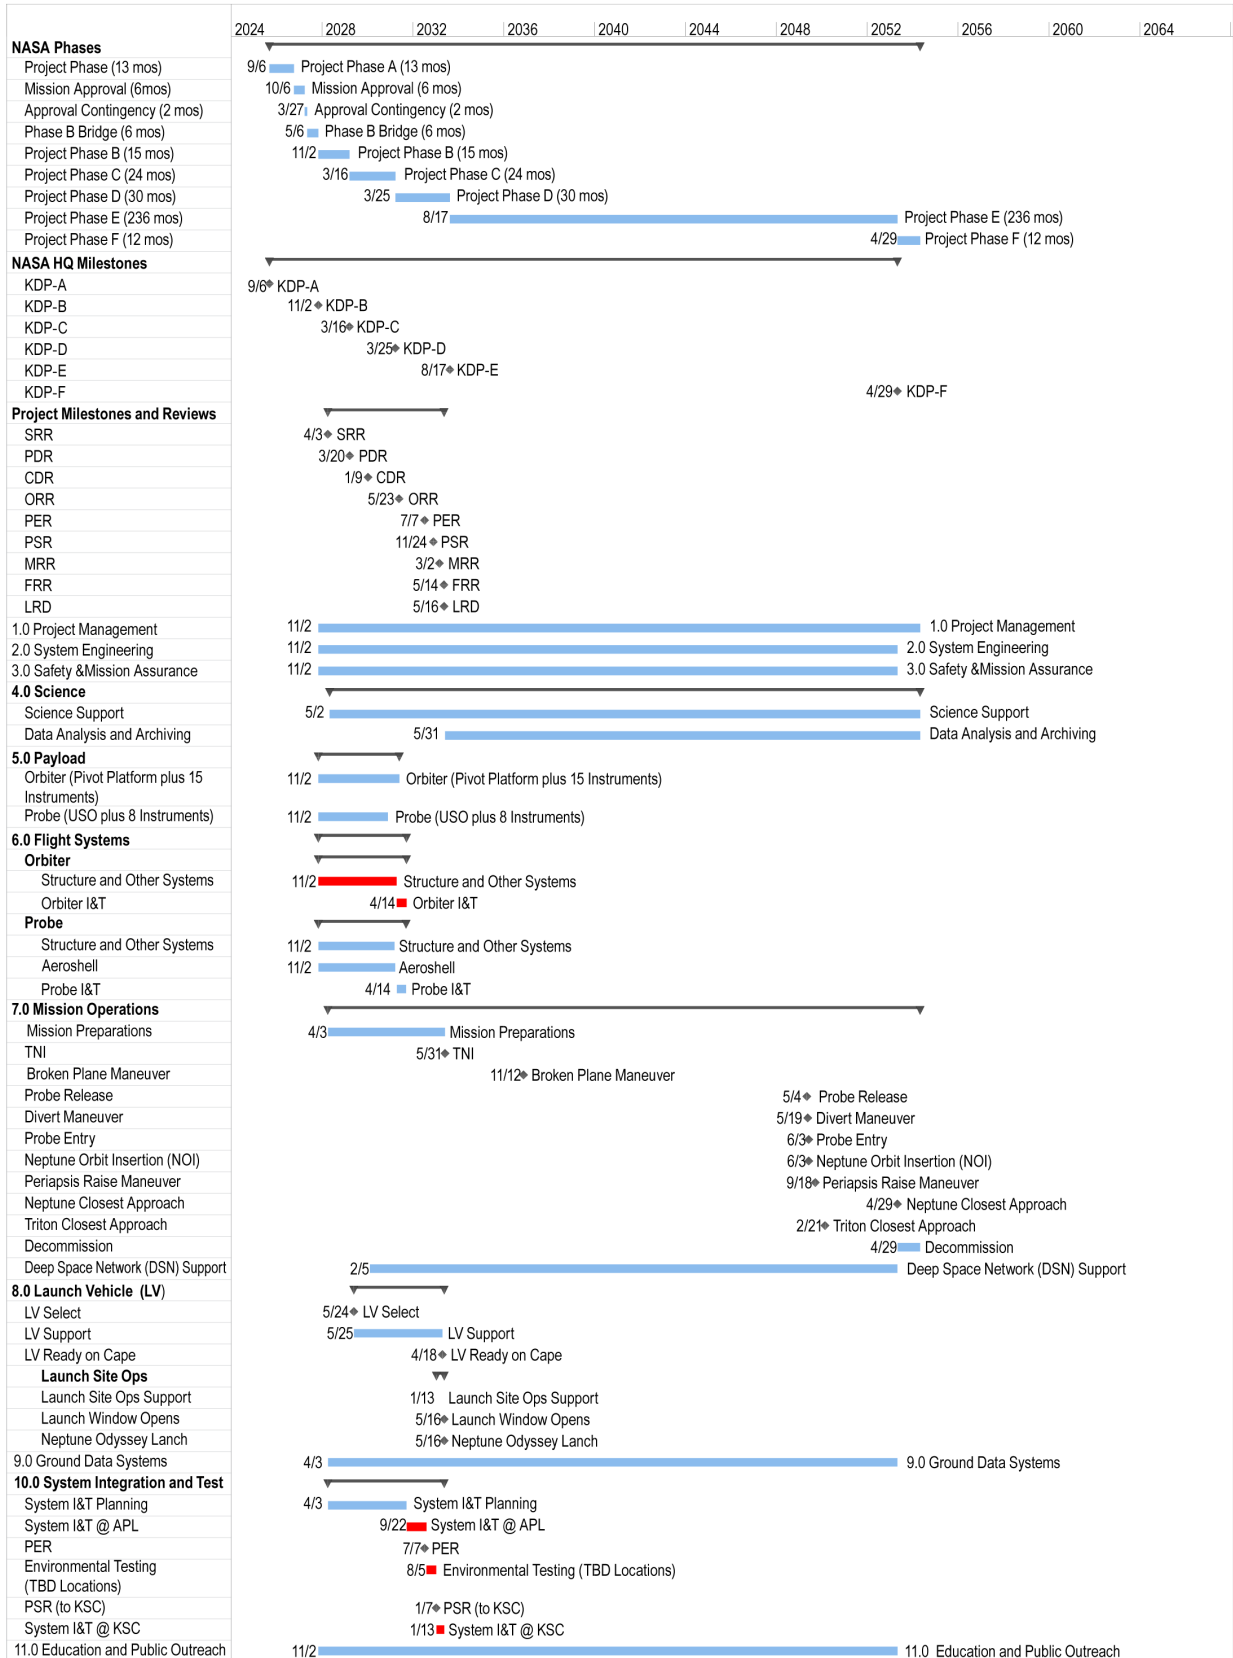 2024 2028 2032 2036 2040 2044 2048 2052 2056 2060 2064
NASA Phases
Project Phase (13 mos) 9/6 Project Phase A (13 mos)
Mission Approval (6mos) 10/6 Mission Approval (6 mos)
Approval Contingency (2 mos) 3/27 Approval Contingency (2 mos)
Phase B Bridge (6 mos) 5/6 Phase B Bridge (6 mos)
Project Phase B (15 mos) 11/2 Project Phase B (15 mos)
Project Phase C (24 mos) 3/16 Project Phase C (24 mos)
Project Phase D (30 mos) 3/25 Project Phase D (30 mos)
Project Phase E (236 mos) 8/17 Project Phase E (236 mos)
Project Phase F (12 mos) 4/29 Project Phase F (12 mos)
NASA HQ Milestones
KDP-A 9/6 KDP-A
KDP-B 11/2 KDP-B
KDP-C 3/16 KDP-C
KDP-D 3/25 KDP-D
KDP-E 8/17 KDP-E
KDP-F 4/29 KDP-F
Project Milestones and Reviews
SRR 4/3 SRR
PDR 3/20 PDR
CDR 1/9 CDR
ORR 5/23 ORR
PER 7/7 PER
PSR 11/24 PSR
MRR 3/2 MRR
FRR 5/14 FRR
LRD 5/16 LRD
1.0 Project Management 11/2 1.0 Project Management
2.0 System Engineering 11/2 2.0 System Engineering
3.0 Safety &Mission Assurance 11/2 3.0 Safety &Mission Assurance
4.0 Science
Science Support 5/2 Science Support
Data Analysis and Archiving 5/31 Data Analysis and Archiving
5.0 Payload
Orbiter (Pivot Platform plus 15 11/2 Orbiter (Pivot Platform plus 15 Instruments)
Instruments)
Probe (USO plus 8 Instruments) 11/2 Probe (USO plus 8 Instruments)
6.0 Flight Systems
Orbiter
Structure and Other Systems 11/2 Structure and Other Systems
Orbiter I&T 4/14 Orbiter I&T
Probe
Structure and Other Systems 11/2 Structure and Other Systems
Aeroshell 11/2 Aeroshell
Probe I&T 4/14 Probe I&T
7.0 Mission Operations
Mission Preparations 4/3 Mission Preparations
TNI 5/31 TNI
Broken Plane Maneuver 11/12 Broken Plane Maneuver
Probe Release 5/4 Probe Release
Divert Maneuver 5/19 Divert Maneuver
Probe Entry 6/3 Probe Entry
Neptune Orbit Insertion (NOI) 6/3 Neptune Orbit Insertion (NOI)
Periapsis Raise Maneuver 9/18 Periapsis Raise Maneuver
Neptune Closest Approach 4/29 Neptune Closest Approach
Triton Closest Approach 2/21 Triton Closest Approach
Decommission 4/29 Decommission
Deep Space Network (DSN) Support 2/5 Deep Space Network (DSN) Support
8.0 Launch Vehicle (LV)
LV Select 5/24 LV Select
LV Support 5/25 LV Support
LV Ready on Cape 4/18 LV Ready on Cape
Launch Site Ops
Launch Site Ops Support 1/13 Launch Site Ops Support
Launch Window Opens 5/16 Launch Window Opens
Neptune Odyssey Lanch 5/16 Neptune Odyssey Lanch
9.0 Ground Data Systems 4/3 9.0 Ground Data Systems
10.0 System Integration and Test
System I&T Planning 4/3 System I&T Planning
System I&T @ APL 9/22 System I&T @ APL
PER 7/7 PER
Environmental Testing 8/5 Environmental Testing (TBD Locations)
(TBD Locations)
PSR (to KSC) 1/7 PSR (to KSC)
System I&T @ KSC 1/13 System I&T @ KSC
11.0 Education and Public Outreach 11/2 11.0 Education and Public Outreach